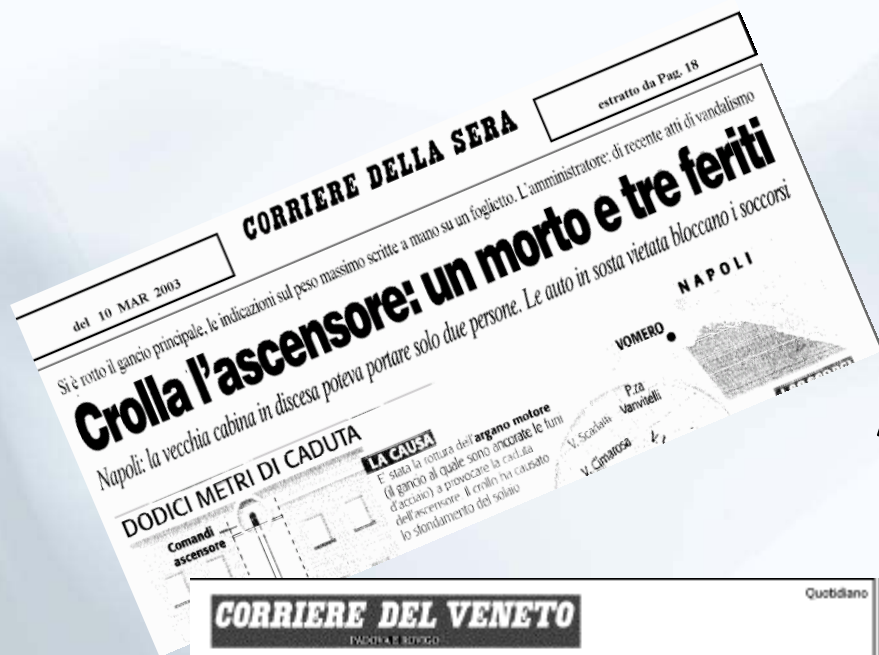 estratto da Pag. 18
CORRIERE DELLA SERA
del 10 MAR 2003
Si è rotto il gancio principale, le indicazioni sul peso massimo scritte a mano su un foglietto. L'amministratore: di recente atti di vandalismo
Crolla l'ascensore: un morto e tre feriti
Napoli: la vecchia cabina in discesa poteva portare solo due persone. Le auto in sosta vietata bloccano i soccorsi
NAPOLI
VOMERO
P.za
Vanvitelli
V. Scarlatti
V. Cimarosa
DODICI METRI DI CADUTA
Comandi
ascensore
LA CAUSA
E' stata la rottura dell'argano motore
(il gancio al quale sono ancorate le funi
d'acciaio) a provocare la caduta
dell'ascensore. Il crollo ha causato
lo sfondamento del solaio
CORRIERE DEL VENETO
PADOVA E ROVIGO
Quotidiano